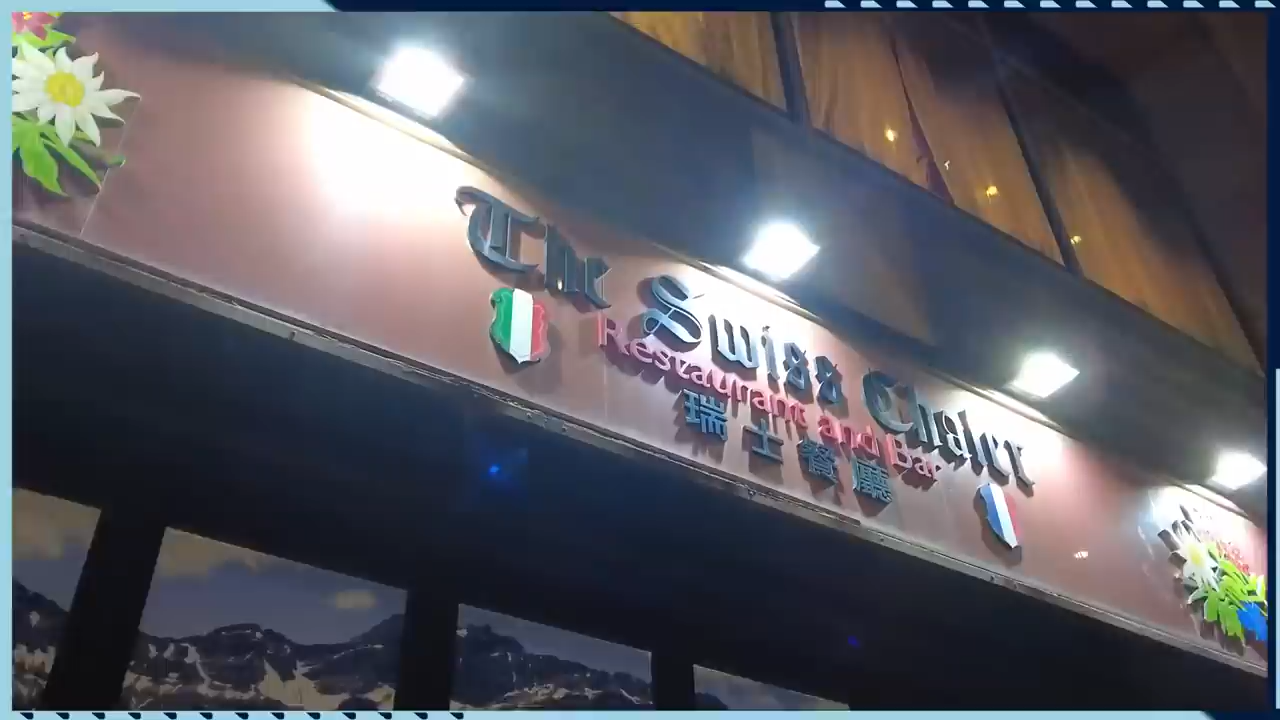 The Swiss Chalet
Restaurant and Bar
瑞士餐廳